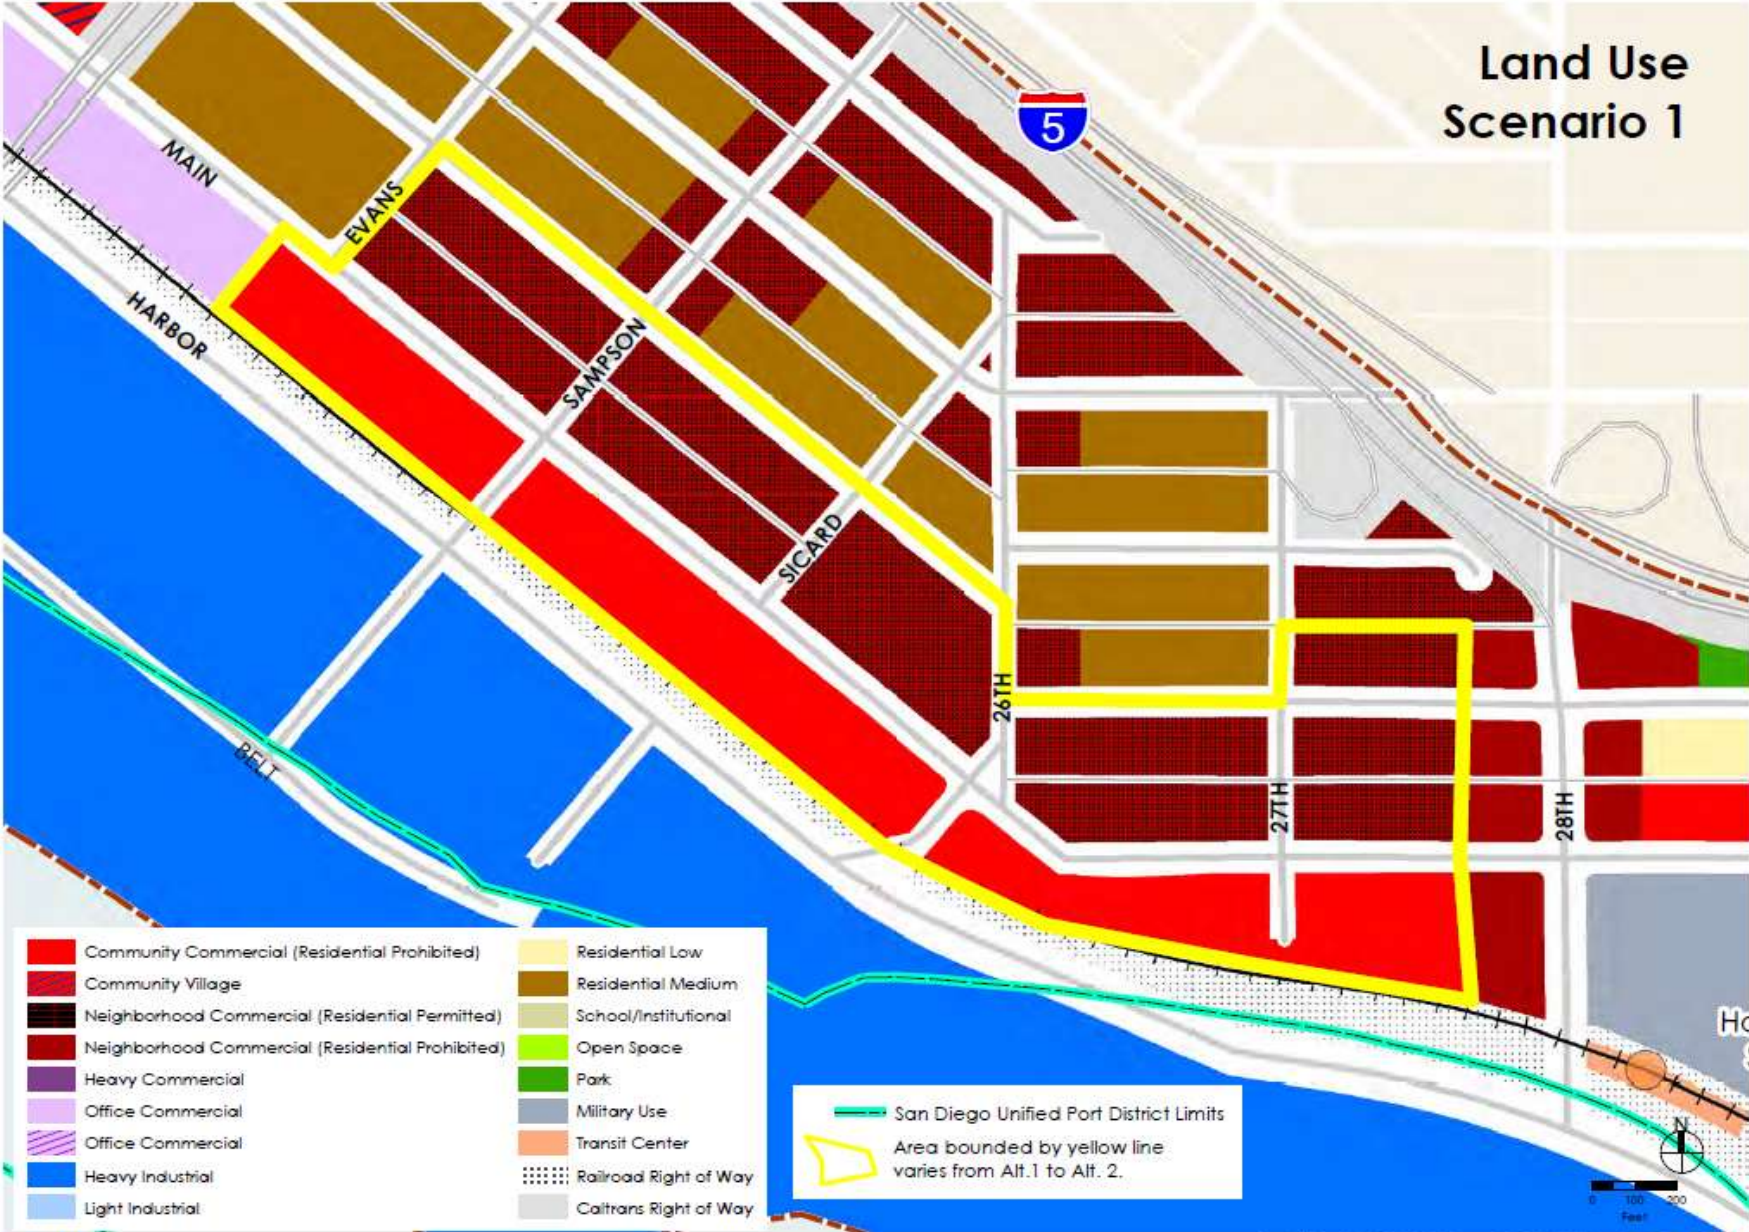 Land Use
Scenario 1
5
MAIN
EVANS
HARBOR
SAMPSON
SICARD
26TH
27TH
28TH
BELT
Community Commercial (Residential Prohibited)
Community Village
Neighborhood Commercial (Residential Permitted)
Neighborhood Commercial (Residential Prohibited)
Heavy Commercial
Office Commercial
Office Commercial
Heavy Industrial
Light Industrial
Residential Low
Residential Medium
School/Institutional
Open Space
Park
Military Use
Transit Center
Railroad Right of Way
Caltrans Right of Way
San Diego Unified Port District Limits
Area bounded by yellow line
varies from Alt.1 to Alt. 2.
N
0 100 200
Feet